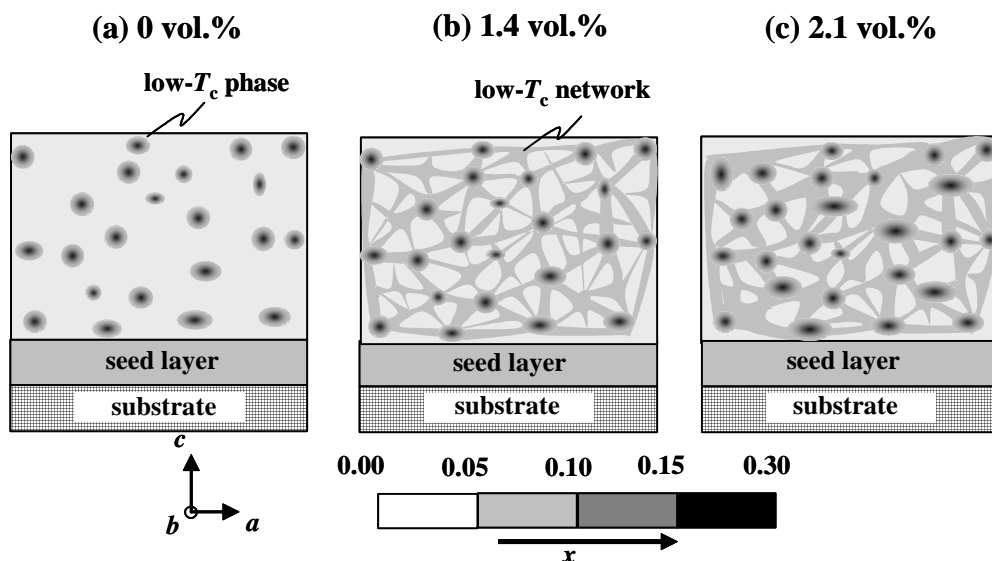 (a) 0 vol.%
(b) 1.4 vol.%
(c) 2.1 vol.%
low-Tc phase
low-Tc network
seed layer
seed layer
seed layer
substrate
substrate
substrate
c
b
a
0.00 0.05 0.10 0.15 0.30
x